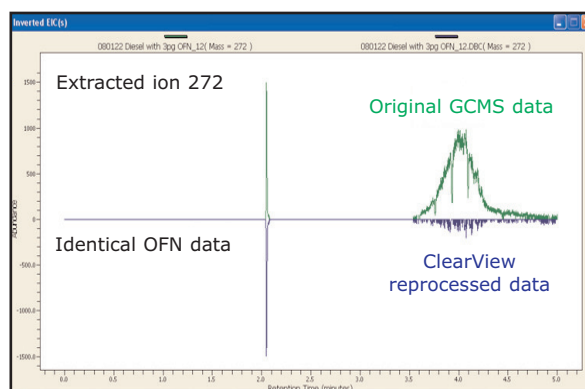 Inverted EIC(s)
080122 Diesel with 3pg OFN_12( Mass = 272 )
080122 Diesel with 3pg OFN_12.DBC( Mass = 272 )
Extracted ion 272
Original GCMS data
1500
1000
500
0
-500.0
-1000.0
-1500.0
Abundance
Identical OFN data
ClearView
reprocessed data
0.0 0.5 1.0 1.5 2.0 2.5 3.0 3.5 4.0 4.5 5.0
Retention Time (minutes)